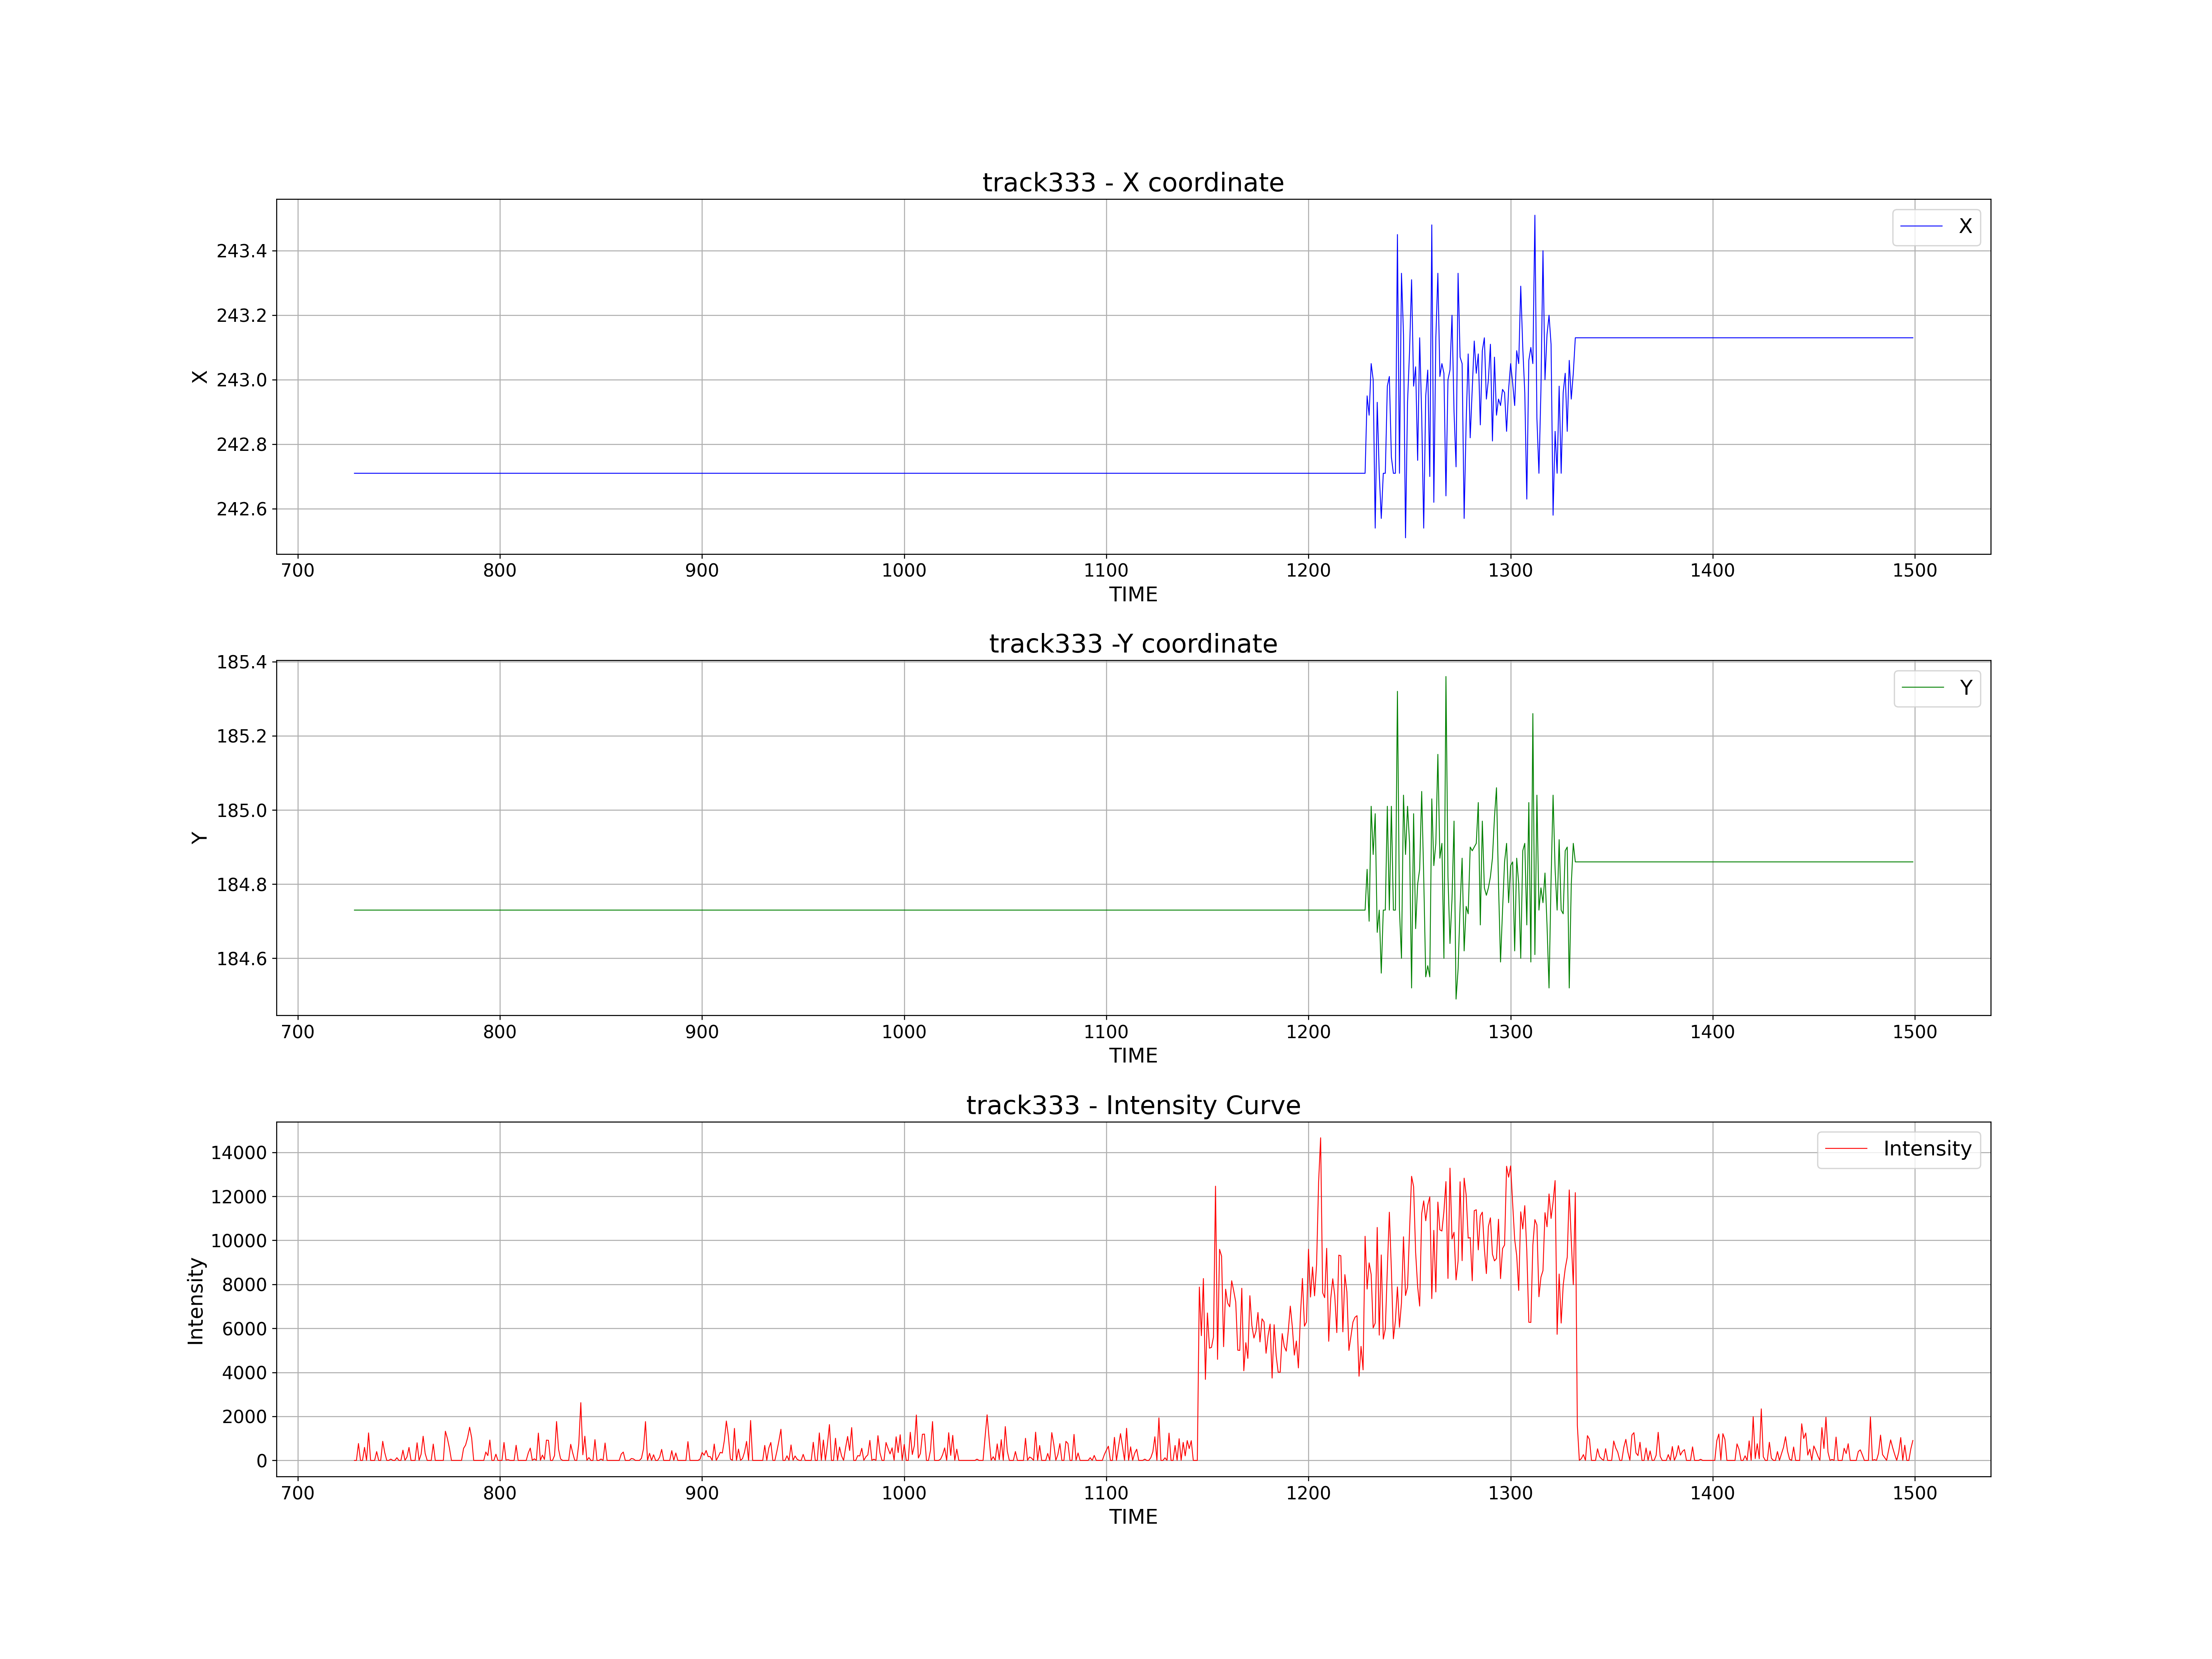 track333 - X coordinate
X
243.4
243.2
243.0
242.8
242.6
X
700 800 900 1000 1100 1200 1300 1400 1500
TIME
track333 -Y coordinate
Y
185.4
185.2
185.0
184.8
184.6
Y
700 800 900 1000 1100 1200 1300 1400 1500
TIME
track333 - Intensity Curve
Intensity
14000
12000
10000
8000
6000
4000
2000
0
Intensity
700 800 900 1000 1100 1200 1300 1400 1500
TIME